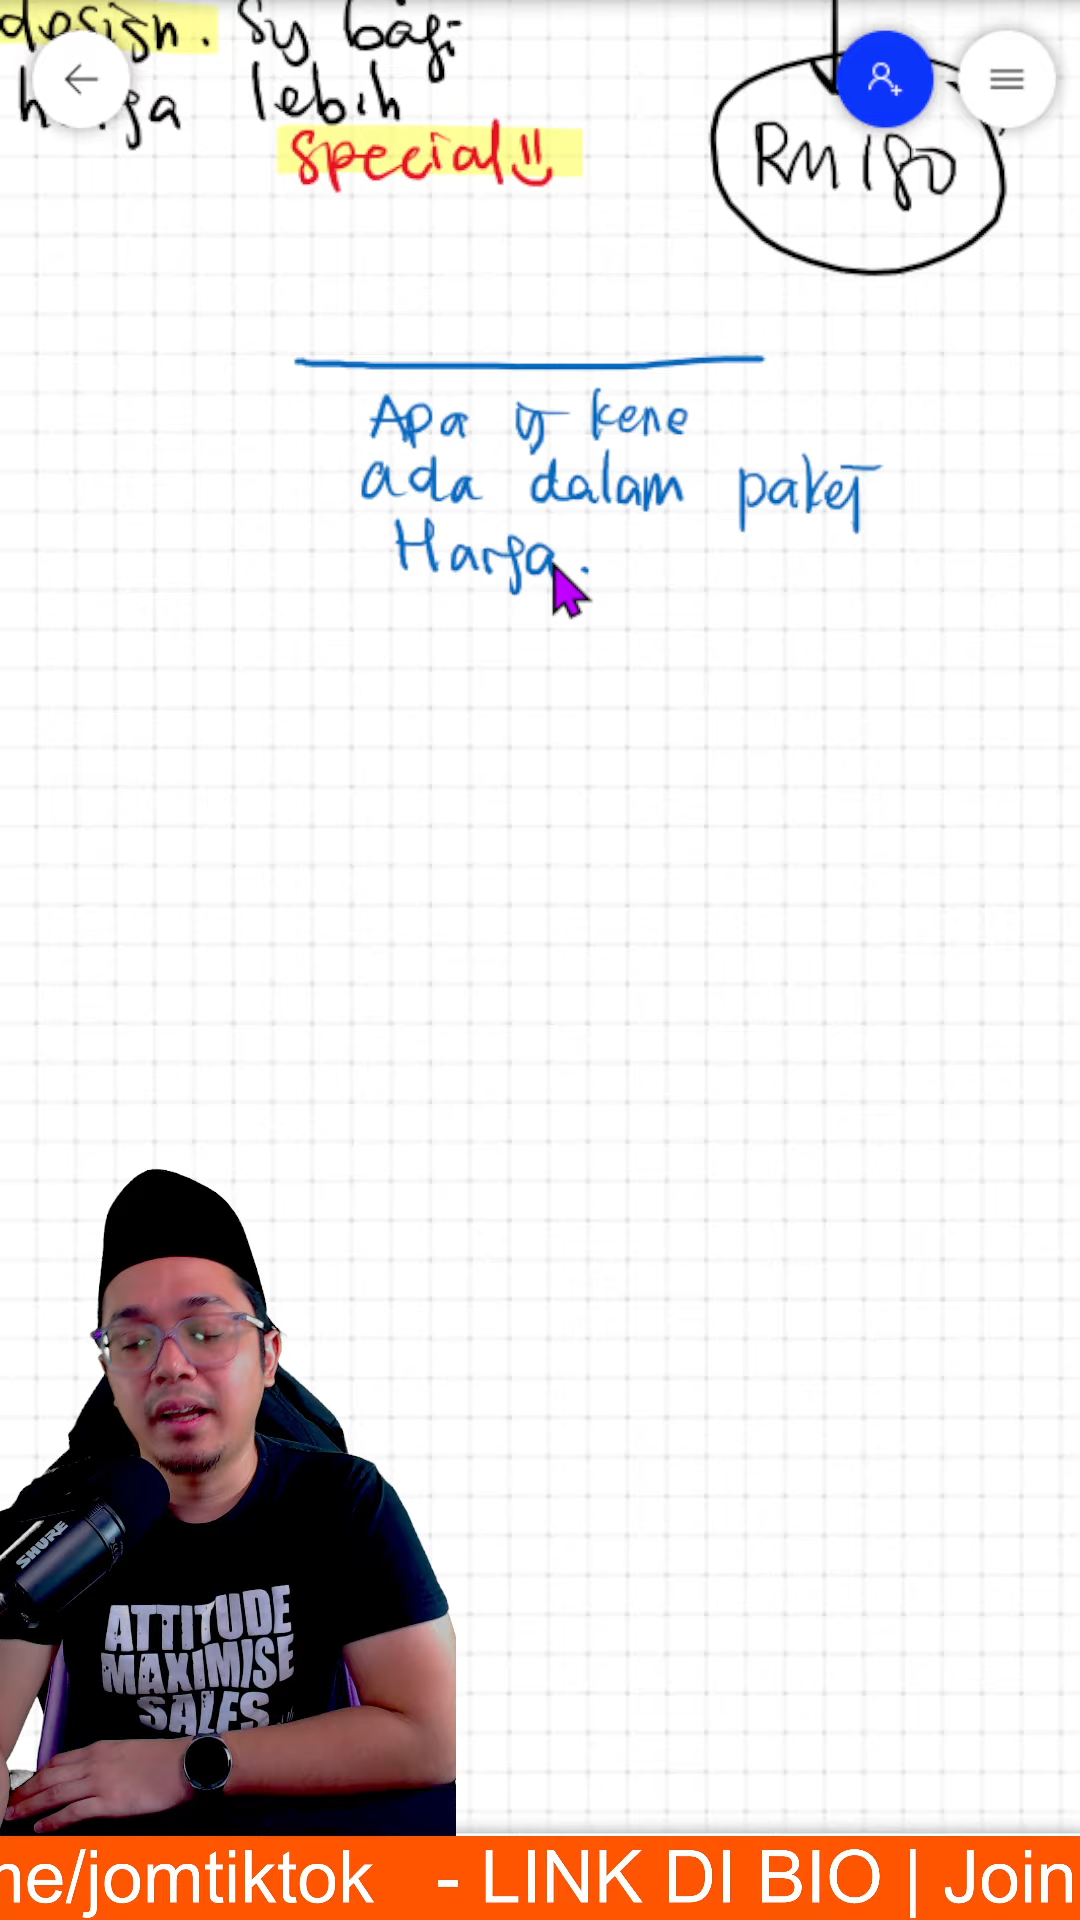 design. Sy bagi
harga lebih
special!!
RM 180
Apa yg kene
ada dalam paket
Harga.
SHURE
ATTITUDE
MAXIMISE
SALES
ne/jomtiktok - LINK DI BIO | Join